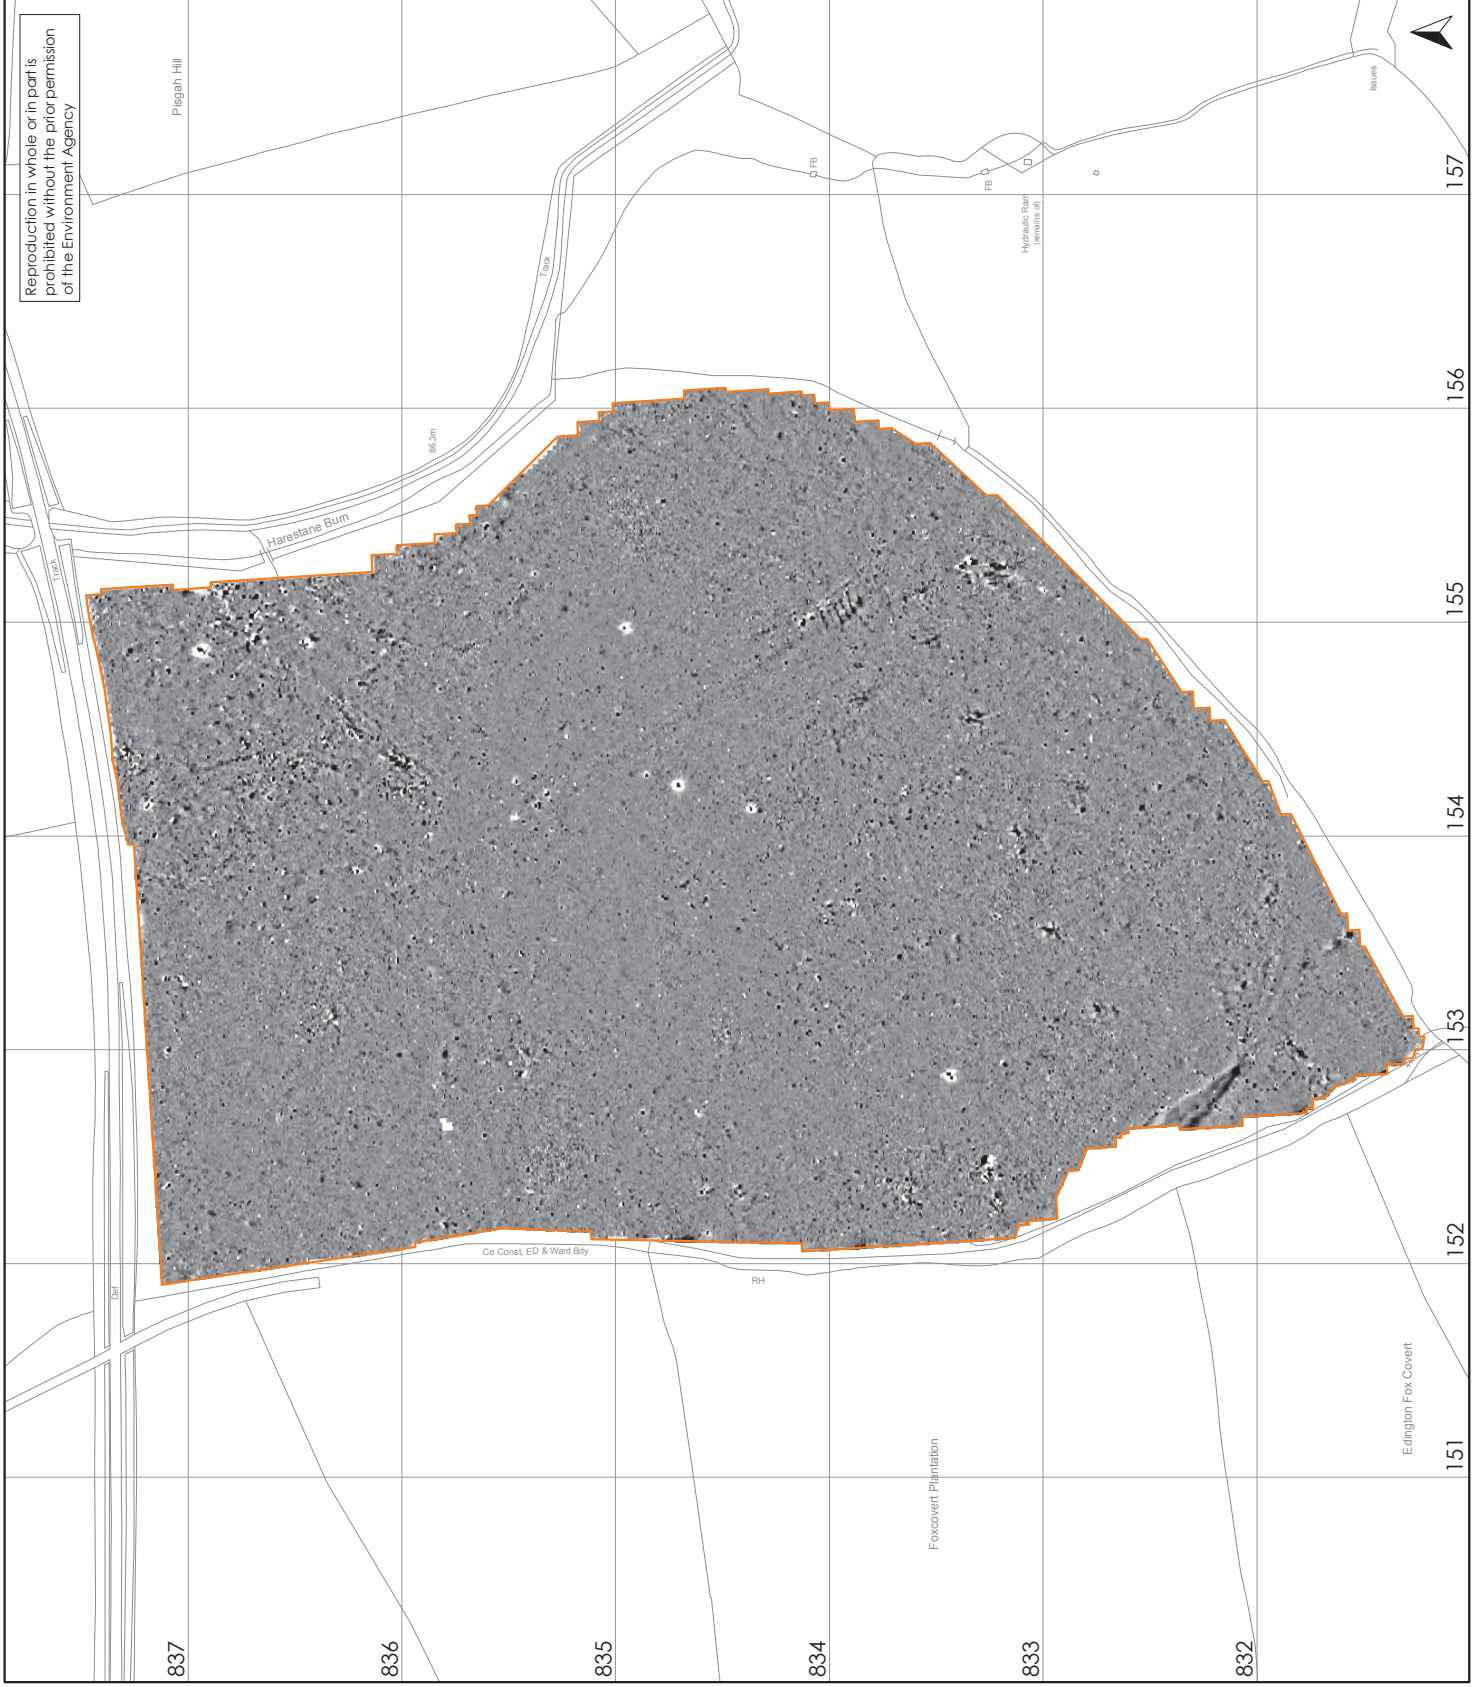 Reproduction in whole or in part is
prohibited without the prior permission
of the Environment Agency
Pisgah Hill
Track
Harestane Burn
86.3m
Track
FB
FB
Hydraulic Ram
(remains of)
Issues
Def
Co Const, ED & Ward Bdy
RH
Foxcovert Plantation
Edington Fox Covert
837
836
835
834
833
832
151
152
153
154
155
156
157